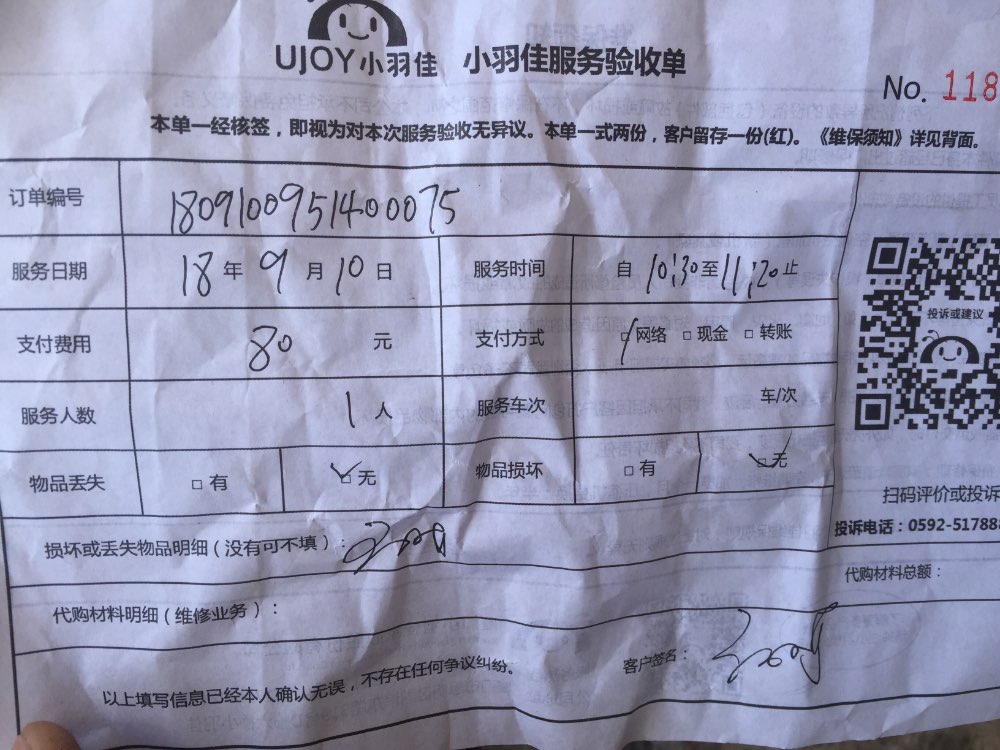 UJOY小羽佳 小羽佳服务验收单
No. 118
本单一经核签，即视为对本次服务验收无异议。本单一式两份，客户留存一份(红)。《维保须知》详见背面。
订单编号 18091009514000075
服务日期 18年9月10日 服务时间 自10:30至11:20止
支付费用 80元 支付方式 □网络 □现金 □转账
服务人数 1人 服务车次 车/次
物品丢失 □有 □无 物品损坏 □有 □无
损坏或丢失物品明细(没有可不填)：
代购材料明细(维修业务)：
以上填写信息已经本人确认无误，不存在任何争议纠纷。
客户签名：
投诉或建议
扫码评价或投诉
投诉电话：0592-517888
代购材料总额：